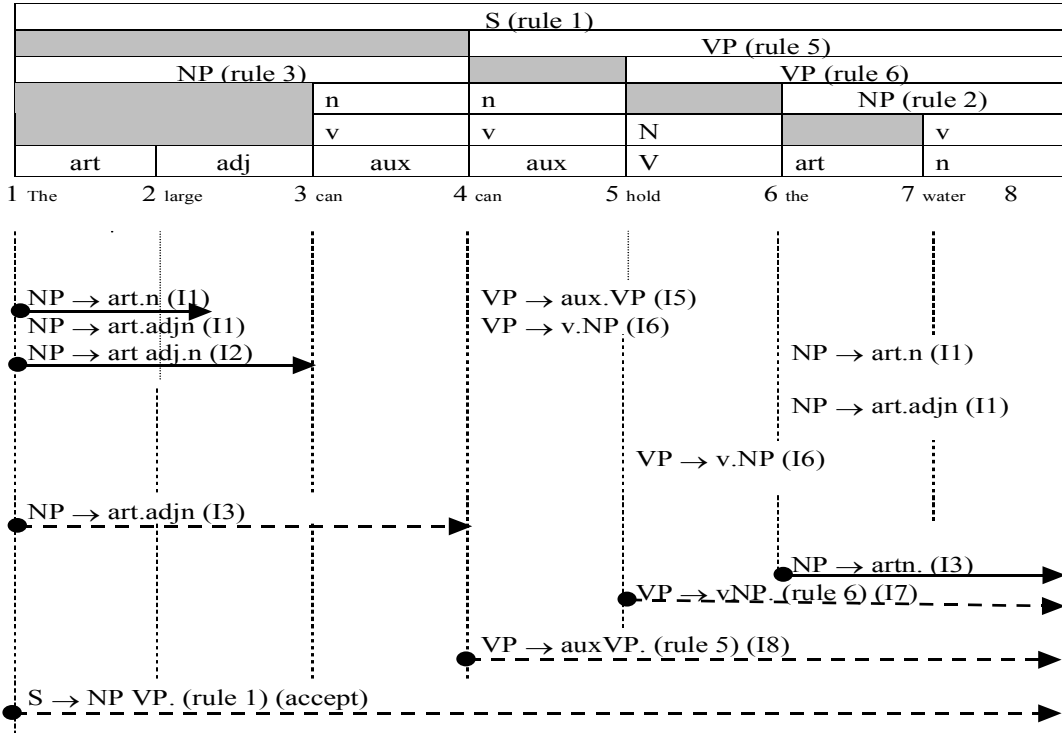 S (rule 1)
VP (rule 5)
NP (rule 3) VP (rule 6)
n n NP (rule 2)
v v N v
art adj aux aux V art n
1 The 2 large 3 can 4 can 5 hold 6 the 7 water 8
NP → art.n (I1) VP → aux.VP (I5)
NP → art.adjn (I1) VP → v.NP (I6)
NP → art adj.n (I2) NP → art.n (I1)
NP → art.adjn (I1)
VP → v.NP (I6)
NP → art.adjn (I3)
NP → artn. (I3)
VP → vNP. (rule 6) (I7)
VP → auxVP. (rule 5) (I8)
S → NP VP. (rule 1) (accept)